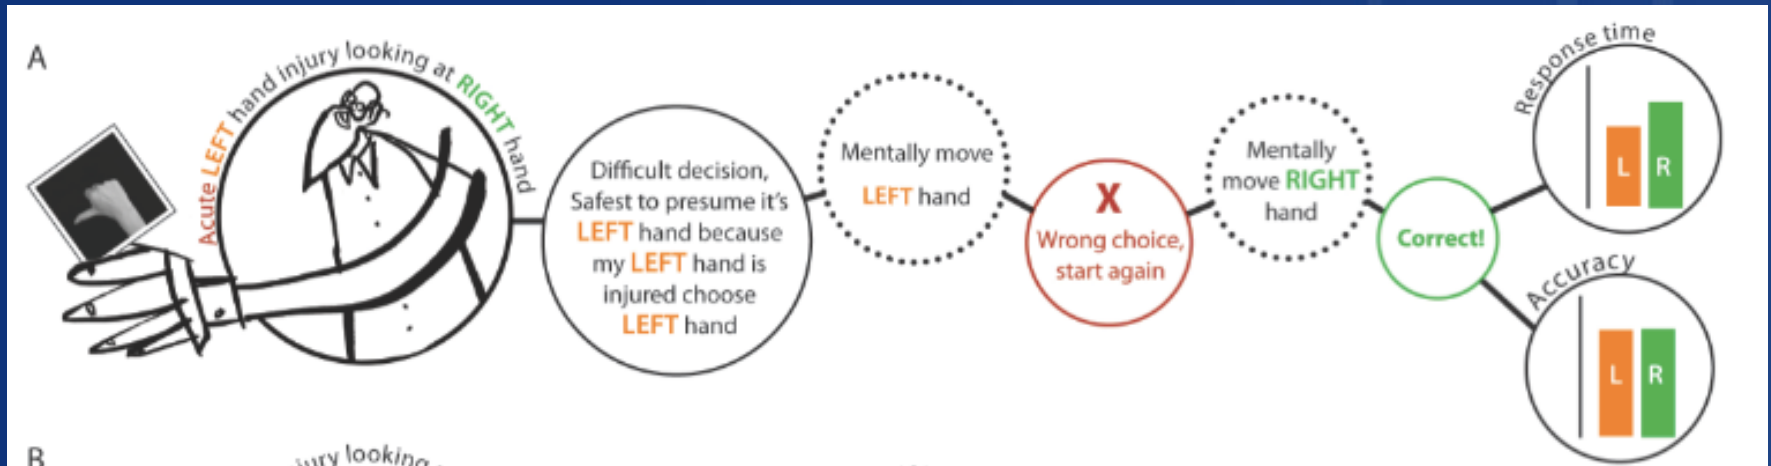 A
Acute LEFT hand injury looking at RIGHT hand
Difficult decision,
Safest to presume it's
LEFT hand because
my LEFT hand is
injured choose
LEFT hand
Mentally move
LEFT hand
X
Wrong choice,
start again
Mentally
move RIGHT
hand
Correct!
Response time
L R
Accuracy
L R
B
looking